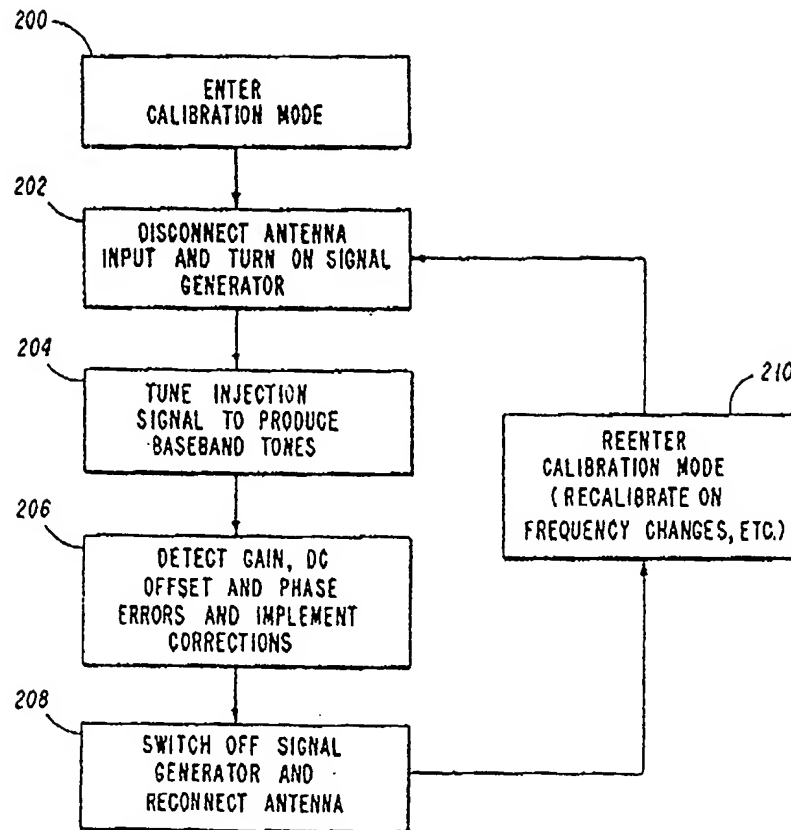 200
ENTER
CALIBRATION MODE
202
DISCONNECT ANTENNA
INPUT AND TURN ON SIGNAL
GENERATOR
204
TUNE INJECTION
SIGNAL TO PRODUCE
BASEBAND TONES
206
DETECT GAIN, DC
OFFSET AND PHASE
ERRORS AND IMPLEMENT
CORRECTIONS
208
SWITCH OFF SIGNAL
GENERATOR AND
RECONNECT ANTENNA
210
REENTER
CALIBRATION MODE
(RECALIBRATE ON
FREQUENCY CHANGES, ETC.)